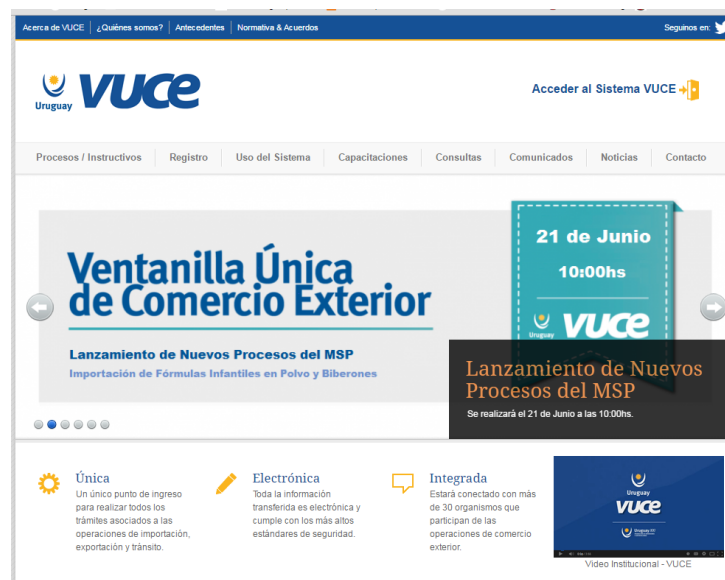 Acerca de VUCE | ¿Quiénes somos? | Antecedentes | Normativa & Acuerdos
Seguinos en:
Uruguay
VUCE
Acceder al Sistema VUCE
Procesos / Instructivos
Registro
Uso del Sistema
Capacitaciones
Consultas
Comunicados
Noticias
Contacto
Ventanilla Única
de Comercio Exterior
Lanzamiento de Nuevos Procesos del MSP
Importación de Fórmulas Infantiles en Polvo y Biberones
21 de Junio
10:00hs
Uruguay
VUCE
Lanzamiento de Nuevos
Procesos del MSP
Se realizará el 21 de Junio a las 10:00hs.
Única
Un único punto de ingreso
para realizar todos los
trámites asociados a las
operaciones de importación,
exportación y tránsito.
Electrónica
Toda la información
transferida es electrónica y
cumple con los más altos
estándares de seguridad.
Integrada
Estará conectado con más
de 30 organismos que
participan de las
operaciones de comercio
exterior.
Uruguay
VUCE
Video Institucional - VUCE